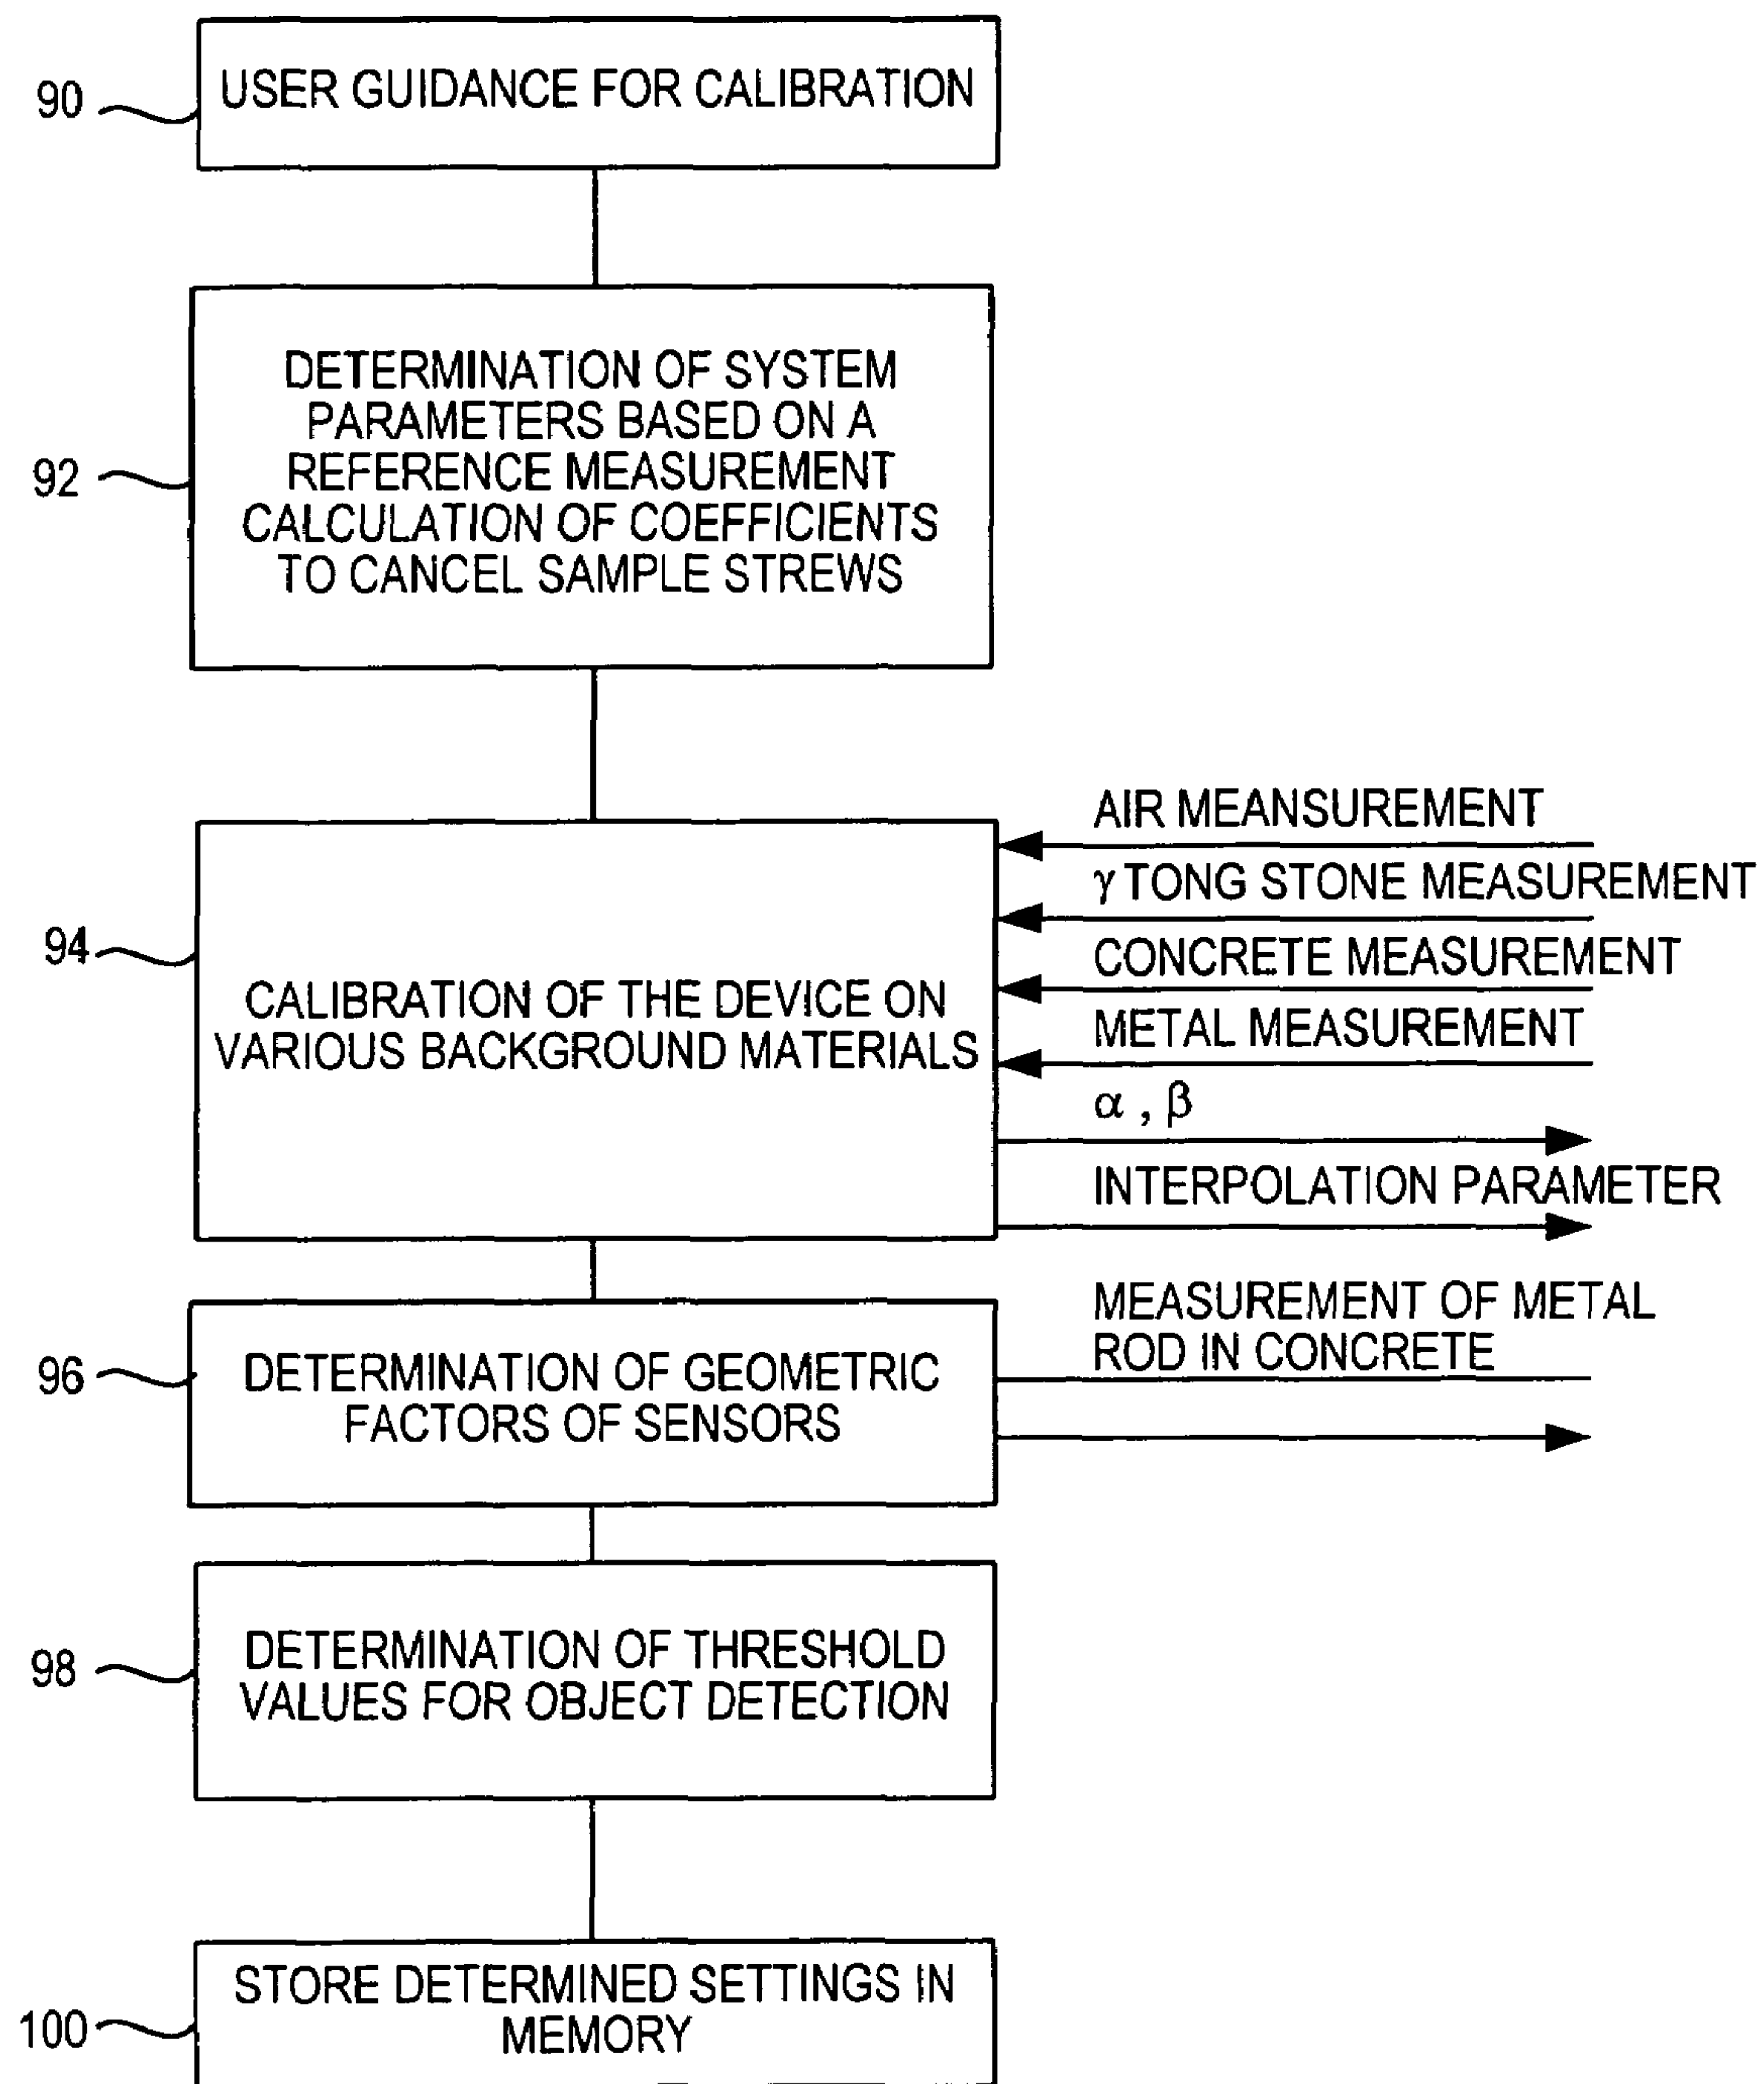 90
USER GUIDANCE FOR CALIBRATION
92
DETERMINATION OF SYSTEM
PARAMETERS BASED ON A
REFERENCE MEASUREMENT
CALCULATION OF COEFFICIENTS
TO CANCEL SAMPLE STREWS
94
CALIBRATION OF THE DEVICE ON
VARIOUS BACKGROUND MATERIALS
AIR MEANSUREMENT
γ TONG STONE MEASUREMENT
CONCRETE MEASUREMENT
METAL MEASUREMENT
α , β
INTERPOLATION PARAMETER
96
DETERMINATION OF GEOMETRIC
FACTORS OF SENSORS
MEASUREMENT OF METAL
ROD IN CONCRETE
98
DETERMINATION OF THRESHOLD
VALUES FOR OBJECT DETECTION
100
STORE DETERMINED SETTINGS IN
MEMORY